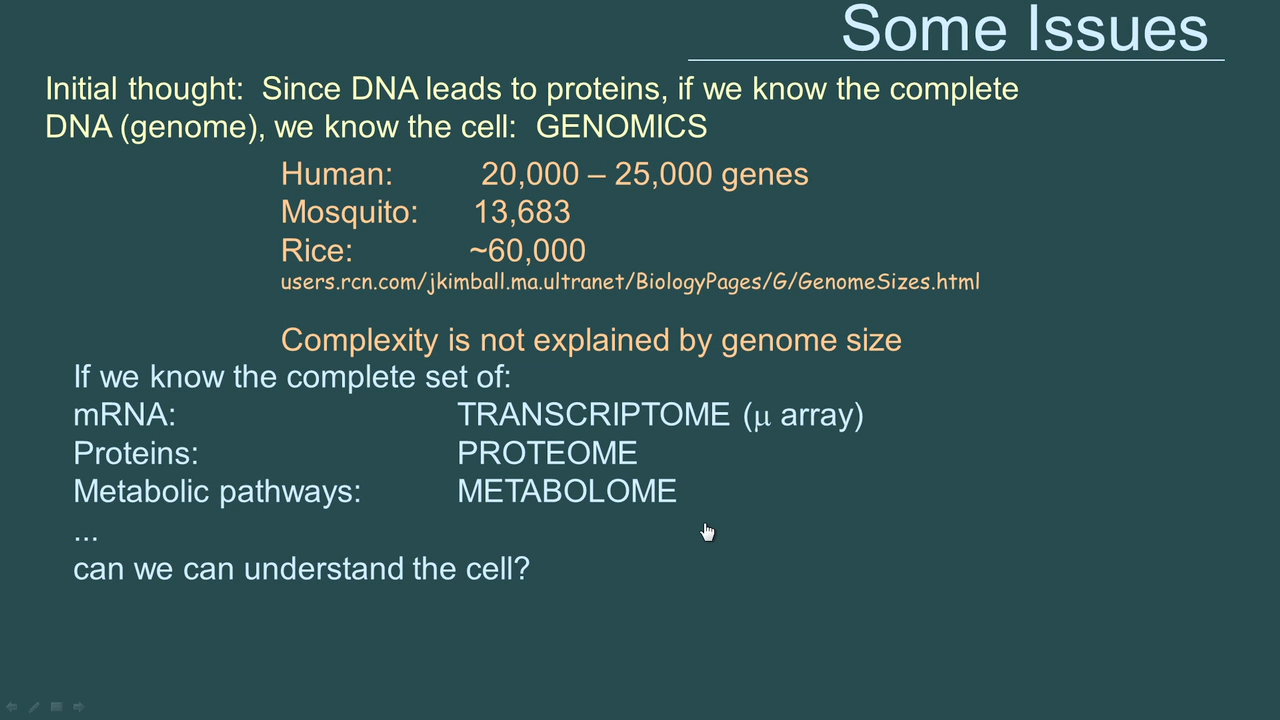 Some Issues
Initial thought: Since DNA leads to proteins, if we know the complete
DNA (genome), we know the cell: GENOMICS
Human: 20,000 – 25,000 genes
Mosquito: 13,683
Rice: ~60,000
users.rcn.com/jkimball.ma.ultranet/BiologyPages/G/GenomeSizes.html
Complexity is not explained by genome size
If we know the complete set of:
mRNA: TRANSCRIPTOME (μ array)
Proteins: PROTEOME
Metabolic pathways: METABOLOME
...
can we can understand the cell?